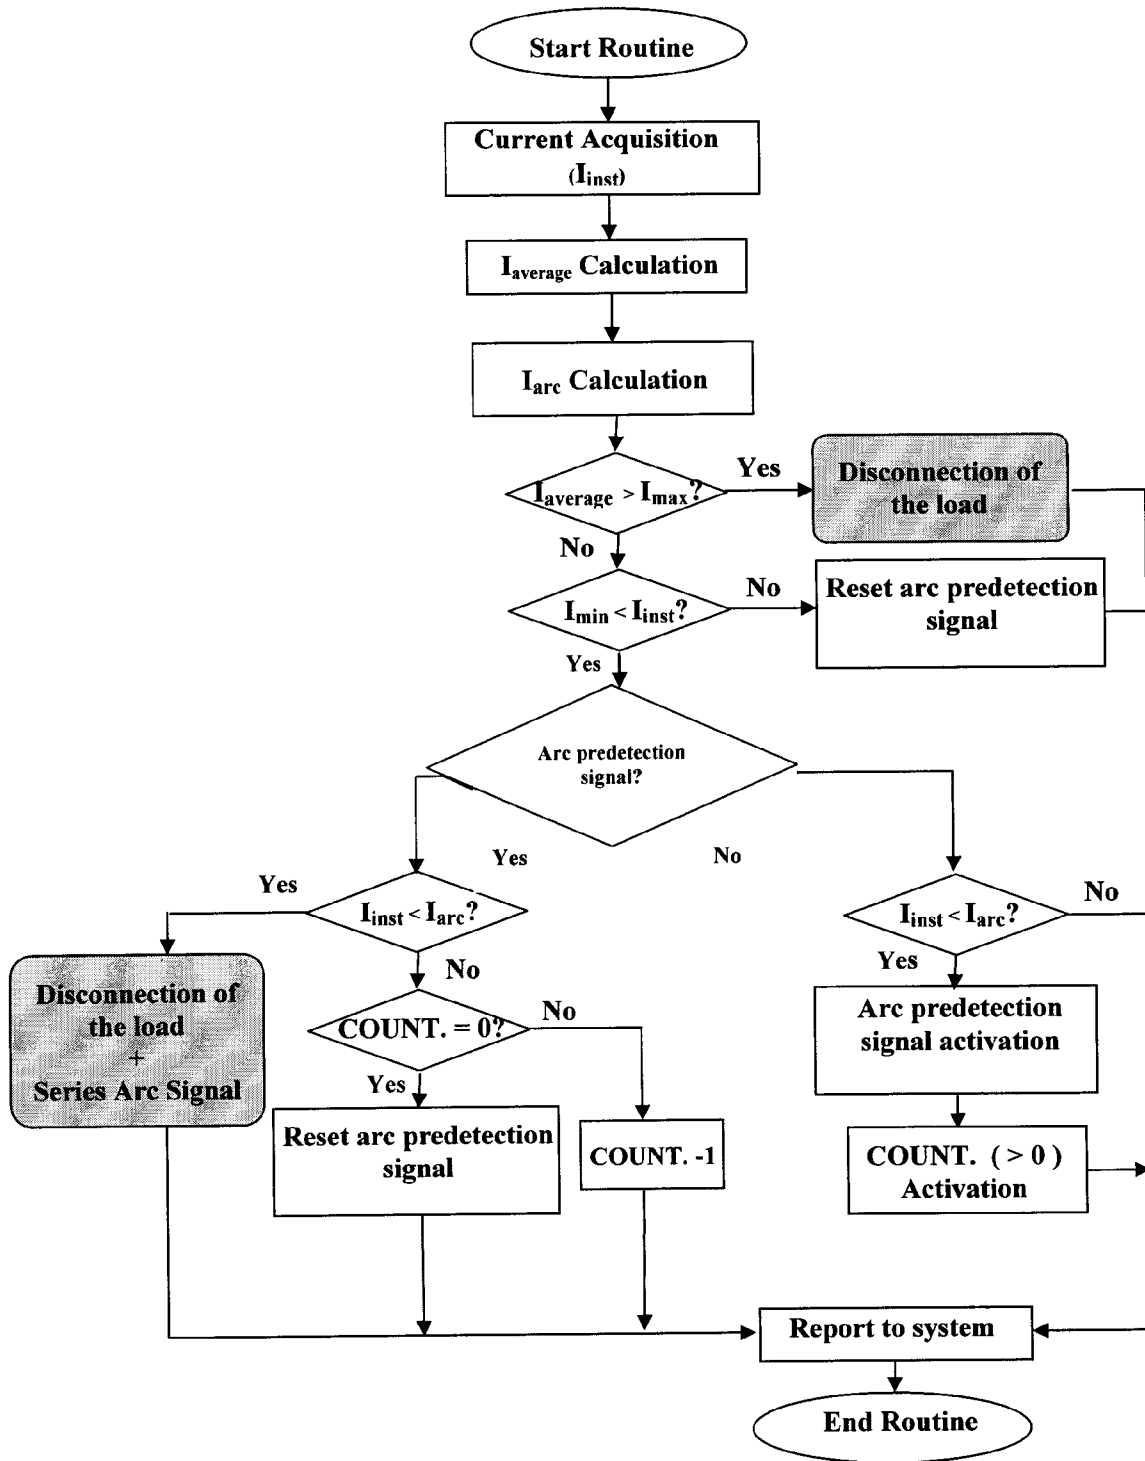 Start Routine
Current Acquisition
(Iinst)
Iaverage Calculation
Iarc Calculation
Iaverage > Imax?
Yes
Disconnection of
the load
No
Imin < Iinst?
No
Reset arc predetection
signal
Yes
Arc predetection
signal?
Yes
No
Yes
Iinst < Iarc?
Iinst < Iarc?
No
No
Yes
Disconnection of
the load
+
Series Arc Signal
COUNT. = 0?
No
Arc predetection
signal activation
Yes
Reset arc predetection
signal
COUNT. -1
COUNT. ( > 0 )
Activation
Report to system
End Routine